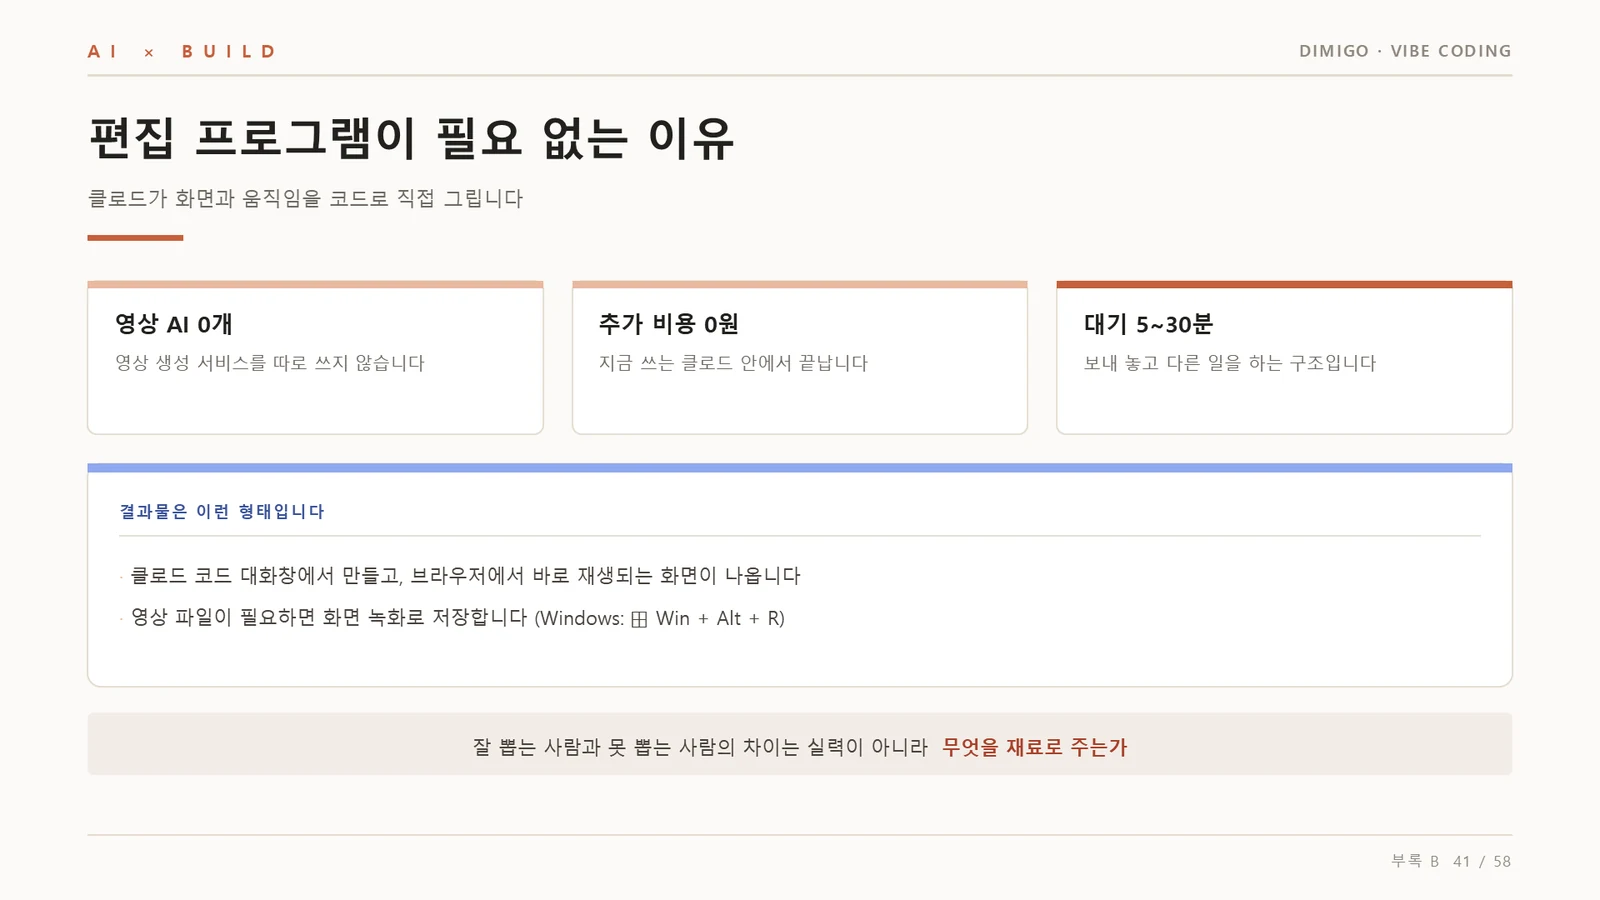 AI × BUILD
DIMIGO · VIBE CODING
편집 프로그램이 필요 없는 이유
클로드가 화면과 움직임을 코드로 직접 그립니다
영상 AI 0개
영상 생성 서비스를 따로 쓰지 않습니다
추가 비용 0원
지금 쓰는 클로드 안에서 끝납니다
대기 5~30분
보내 놓고 다른 일을 하는 구조입니다
결과물은 이런 형태입니다
· 클로드 코드 대화창에서 만들고, 브라우저에서 바로 재생되는 화면이 나옵니다
· 영상 파일이 필요하면 화면 녹화로 저장합니다 (Windows: ⊞ Win + Alt + R)
잘 뽑는 사람과 못 뽑는 사람의 차이는 실력이 아니라 무엇을 재료로 주는가
부록 B 41 / 58